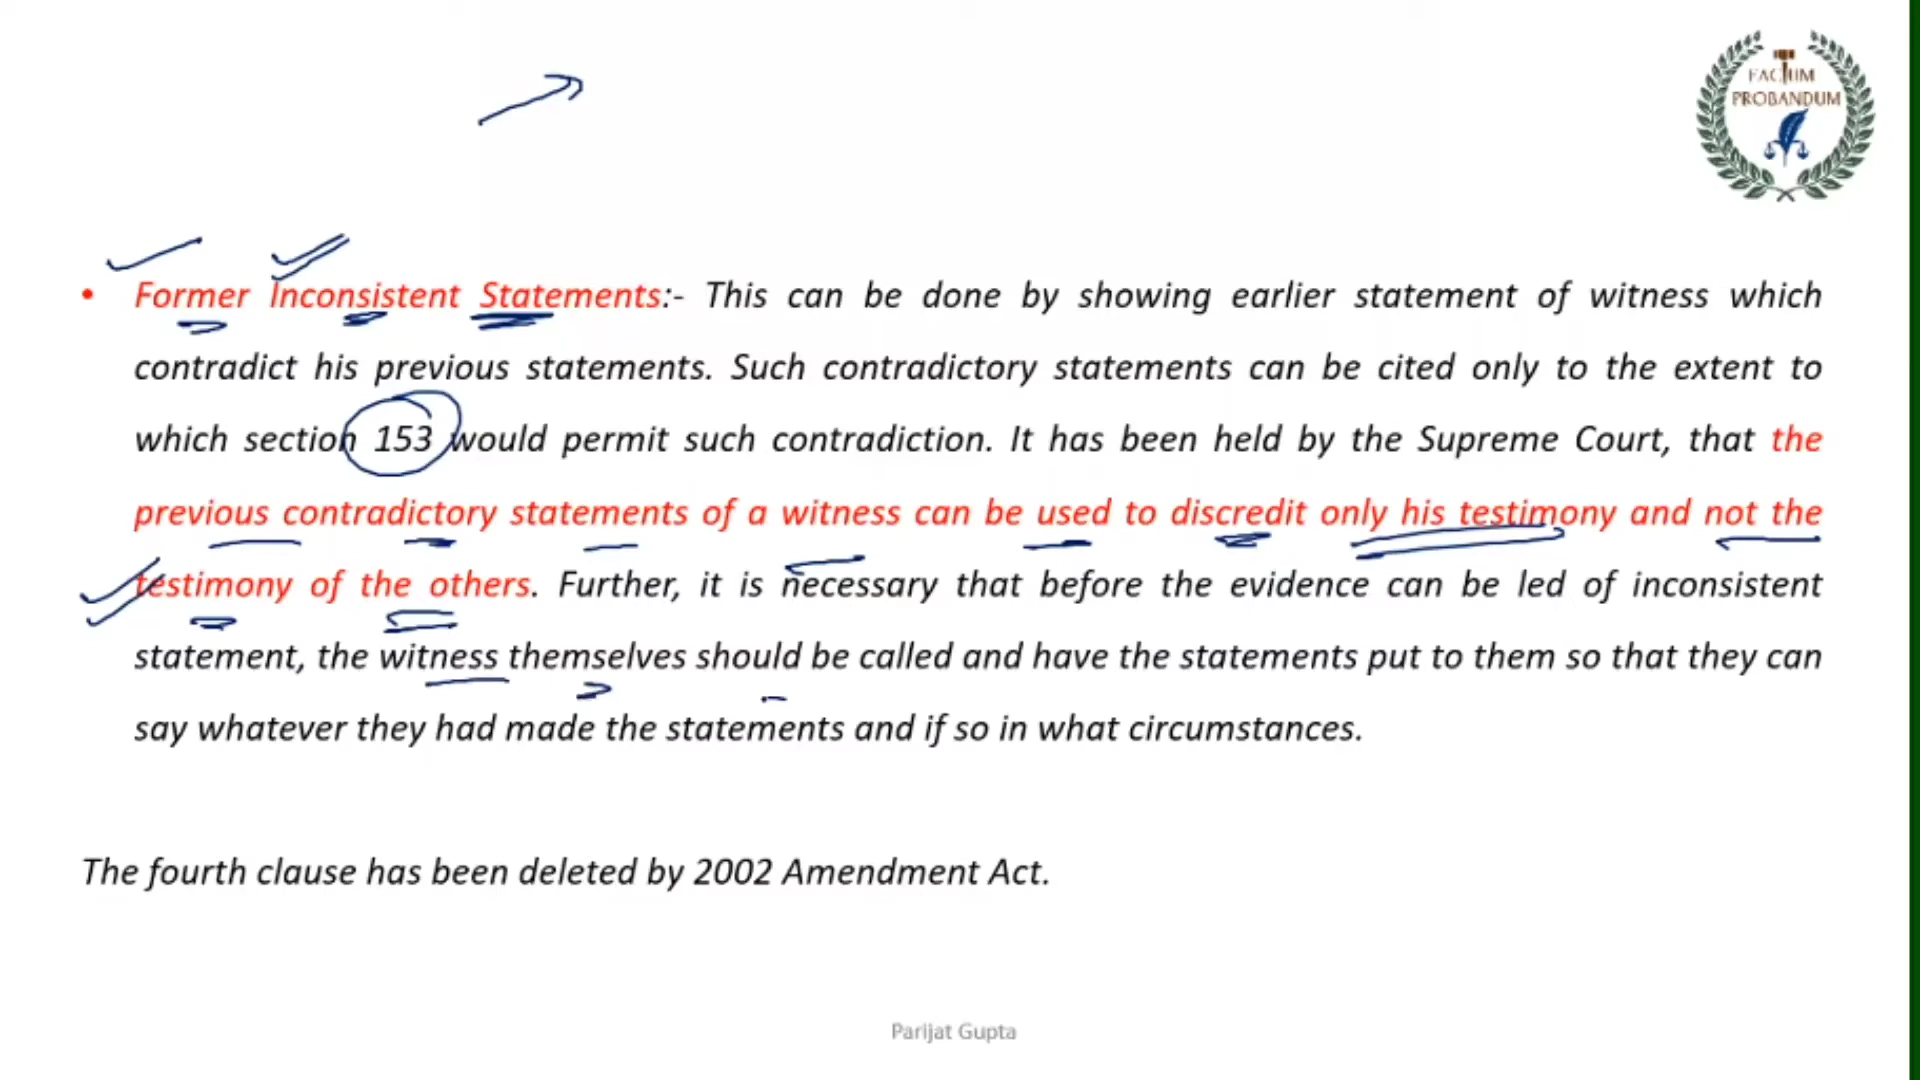 FACTUM
PROBANDUM
• Former Inconsistent Statements:- This can be done by showing earlier statement of witness which
contradict his previous statements. Such contradictory statements can be cited only to the extent to
which section 153 would permit such contradiction. It has been held by the Supreme Court, that the
previous contradictory statements of a witness can be used to discredit only his testimony and not the
testimony of the others. Further, it is necessary that before the evidence can be led of inconsistent
statement, the witness themselves should be called and have the statements put to them so that they can
say whatever they had made the statements and if so in what circumstances.
The fourth clause has been deleted by 2002 Amendment Act.
Parijat Gupta